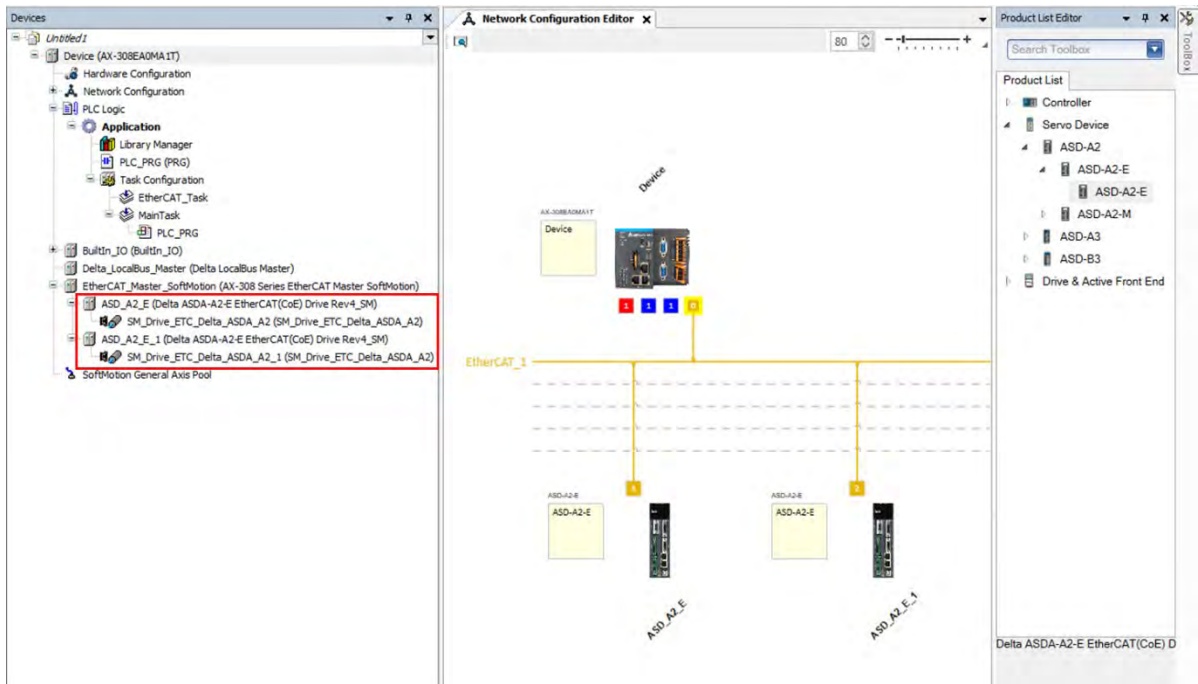 Devices
Untitled1
Device (AX-308EA0MA1T)
Hardware Configuration
Network Configuration
PLC Logic
Application
Library Manager
PLC_PRG (PRG)
Task Configuration
EtherCAT_Task
MainTask
PLC_PRG
BuiltIn_IO (BuiltIn_IO)
Delta_LocalBus_Master (Delta LocalBus Master)
EtherCAT_Master_SoftMotion (AX-308 Series EtherCAT Master SoftMotion)
ASD_A2_E (Delta ASDA-A2-E EtherCAT(CoE) Drive Rev4_SM)
SM_Drive_ETC_Delta_ASDA_A2 (SM_Drive_ETC_Delta_ASDA_A2)
ASD_A2_E_1 (Delta ASDA-A2-E EtherCAT(CoE) Drive Rev4_SM)
SM_Drive_ETC_Delta_ASDA_A2_1 (SM_Drive_ETC_Delta_ASDA_A2)
SoftMotion General Axis Pool
Network Configuration Editor
80
Device
AX-308EA0MA1T
Device
1 1 1
EtherCAT_1
1
2
ASD-A2-E
ASD-A2-E
ASD_A2_E
ASD-A2-E
ASD-A2-E
ASD_A2_E_1
Product List Editor
ToolBox
Search Toolbox
Product List
Controller
Servo Device
ASD-A2
ASD-A2-E
ASD-A2-E
ASD-A2-M
ASD-A3
ASD-B3
Drive & Active Front End
Delta ASDA-A2-E EtherCAT(CoE) D